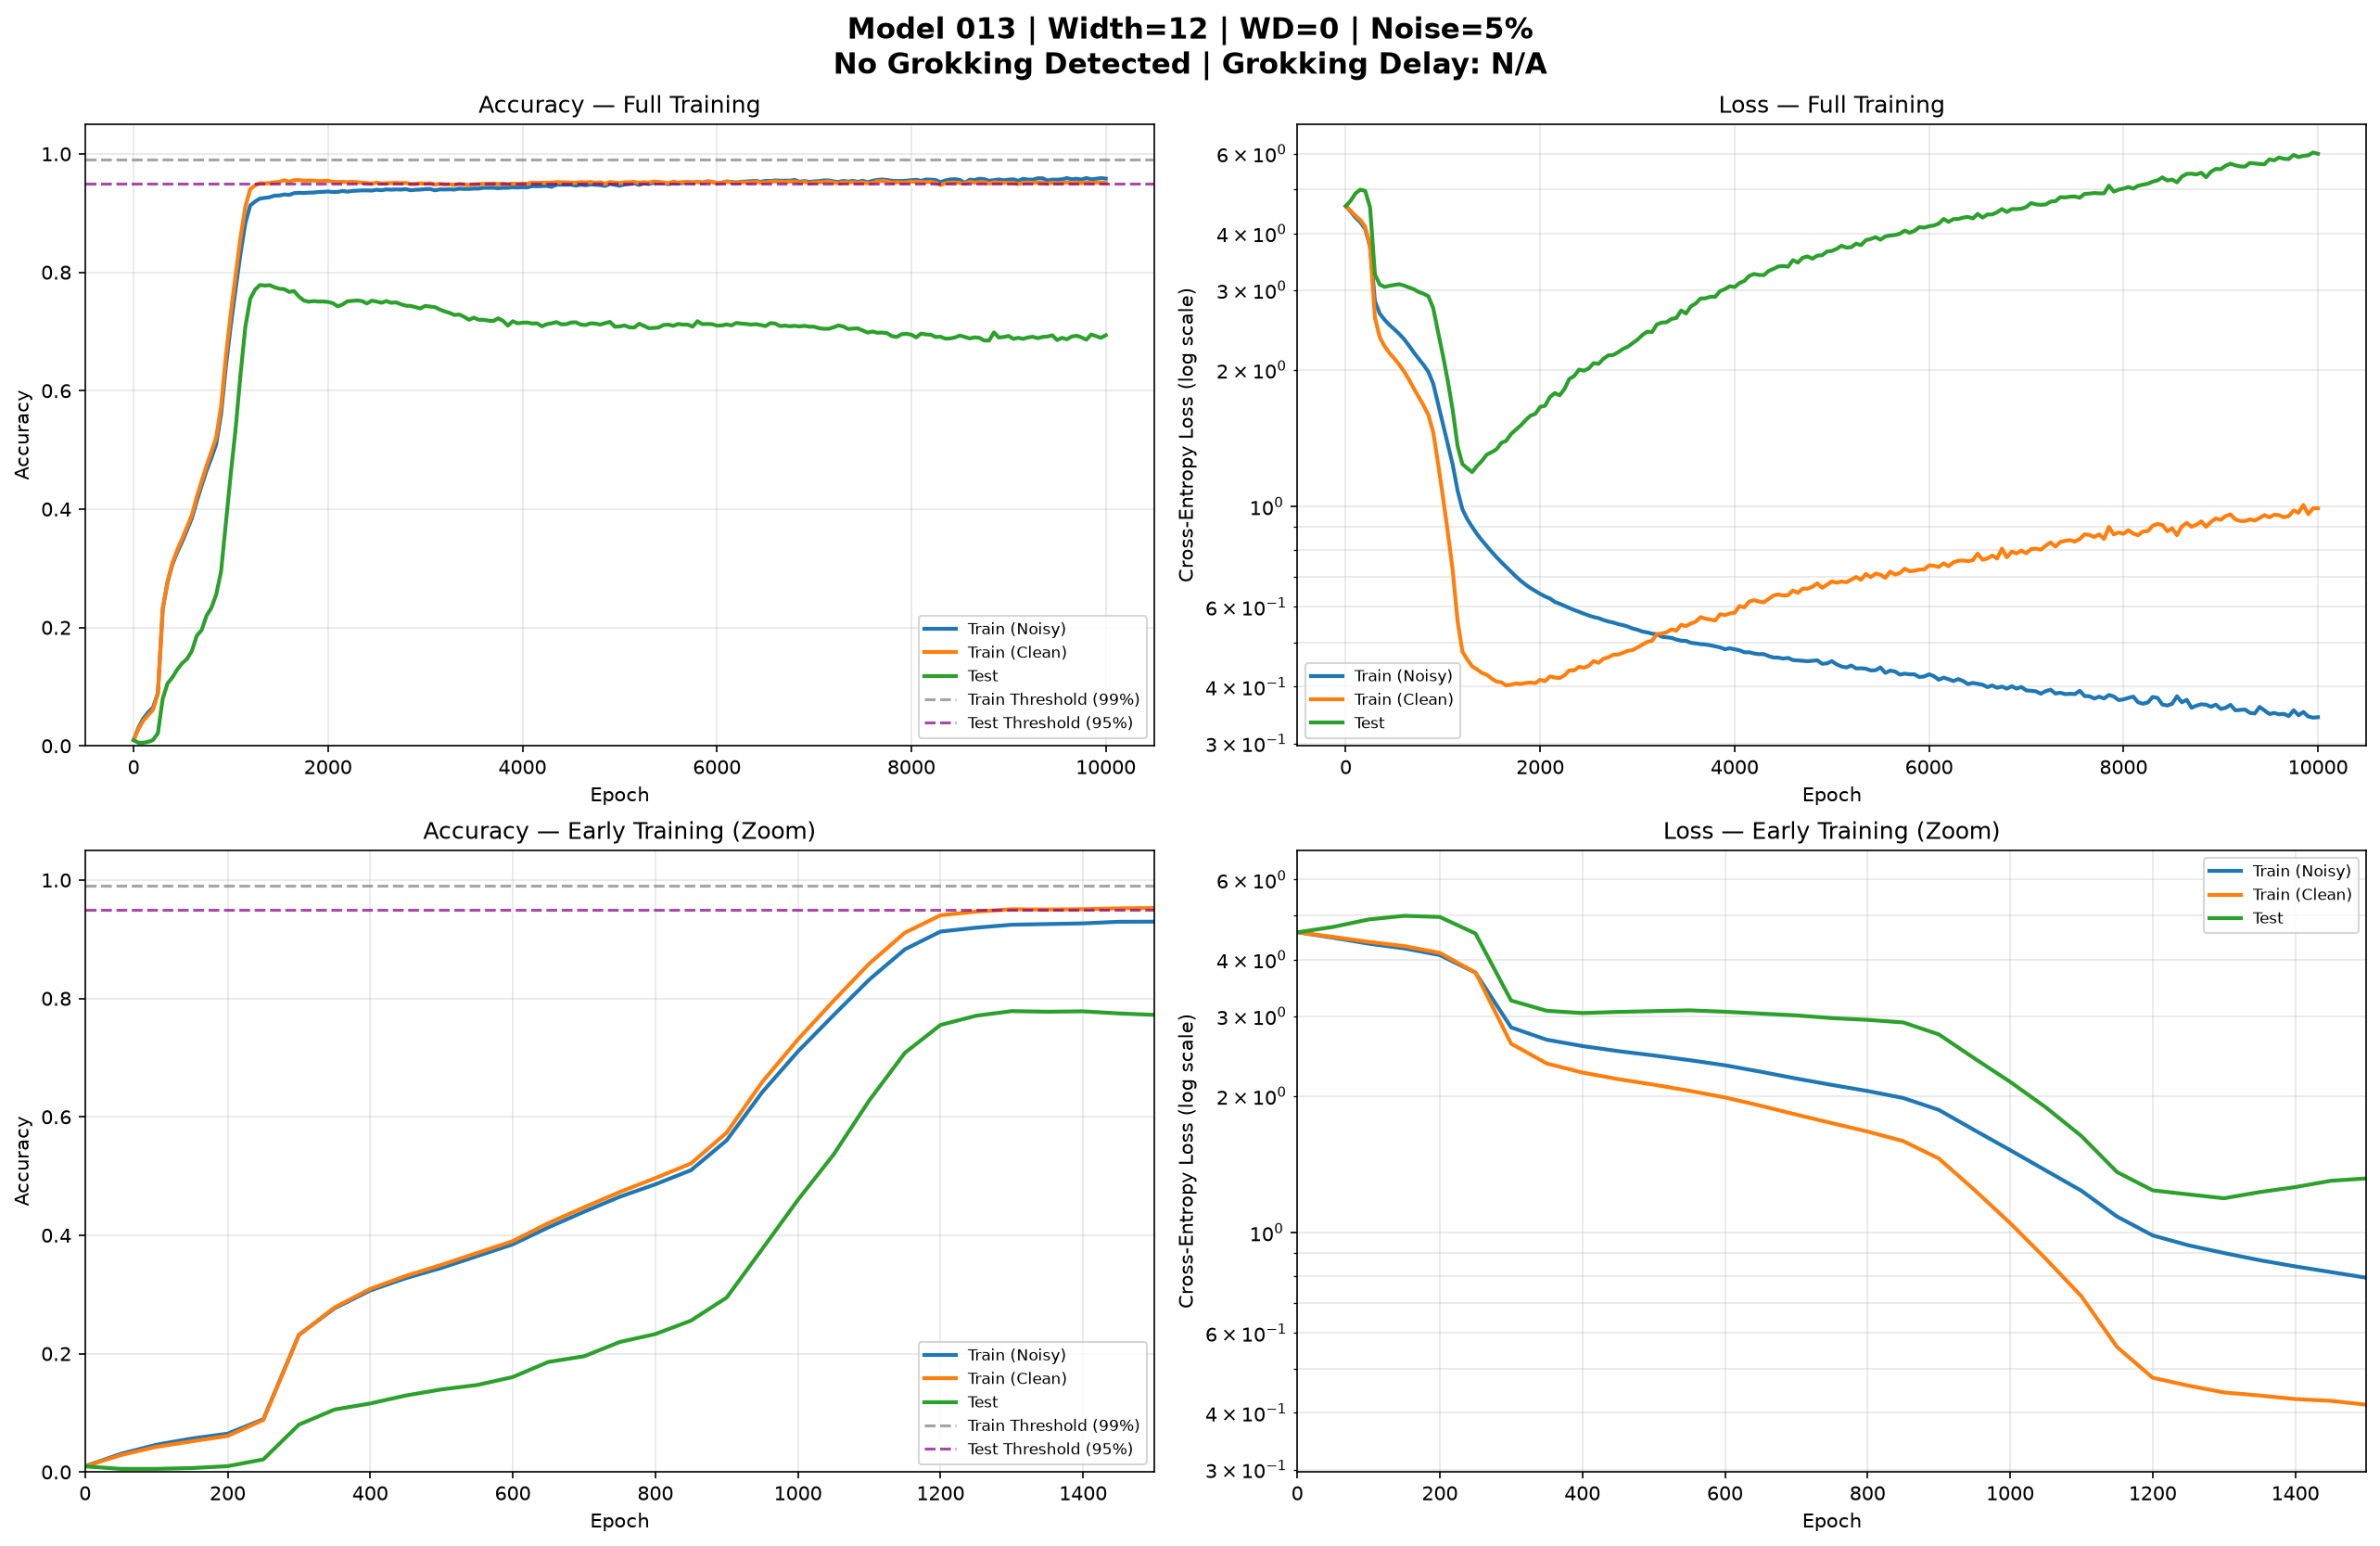 Model 013 | Width=12 | WD=0 | Noise=5%
No Grokking Detected | Grokking Delay: N/A
Accuracy — Full Training
1.0
0.8
0.6
0.4
0.2
0.0
Accuracy
0
2000
4000
6000
8000
10000
Epoch
Train (Noisy)
Train (Clean)
Test
Train Threshold (99%)
Test Threshold (95%)
Loss — Full Training
6 × 10⁰
4 × 10⁰
3 × 10⁰
2 × 10⁰
10⁰
6 × 10⁻¹
4 × 10⁻¹
3 × 10⁻¹
Cross-Entropy Loss (log scale)
0
2000
4000
6000
8000
10000
Epoch
Train (Noisy)
Train (Clean)
Test
Accuracy — Early Training (Zoom)
1.0
0.8
0.6
0.4
0.2
0.0
Accuracy
0
200
400
600
800
1000
1200
1400
Epoch
Train (Noisy)
Train (Clean)
Test
Train Threshold (99%)
Test Threshold (95%)
Loss — Early Training (Zoom)
6 × 10⁰
4 × 10⁰
3 × 10⁰
2 × 10⁰
10⁰
6 × 10⁻¹
4 × 10⁻¹
3 × 10⁻¹
Cross-Entropy Loss (log scale)
0
200
400
600
800
1000
1200
1400
Epoch
Train (Noisy)
Train (Clean)
Test